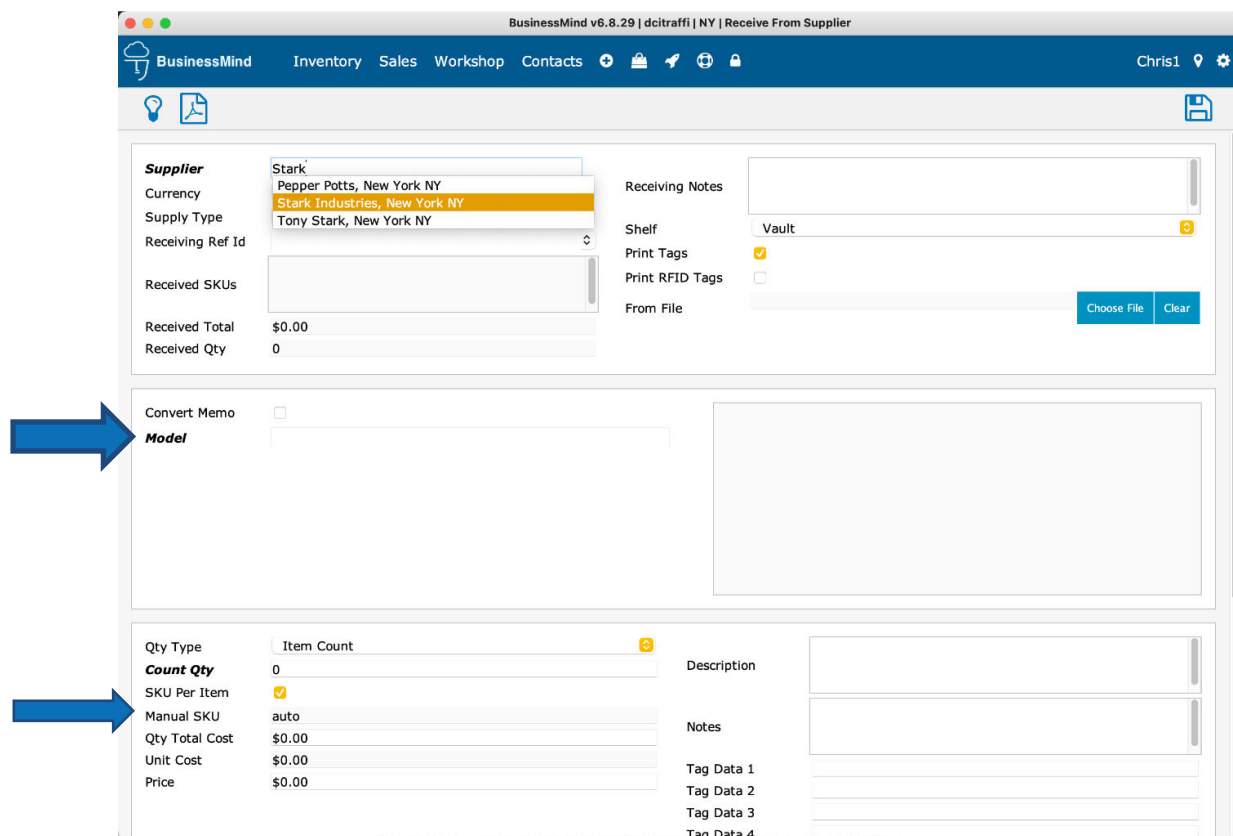 BusinessMind v6.8.29 | dcitraffi | NY | Receive From Supplier
BusinessMind Inventory Sales Workshop Contacts Chris1
Supplier Stark
Pepper Potts, New York NY
Stark Industries, New York NY
Tony Stark, New York NY
Currency
Supply Type
Receiving Ref Id
Received SKUs
Received Total $0.00
Received Qty 0
Receiving Notes
Shelf Vault
Print Tags
Print RFID Tags
From File Choose File Clear
Convert Memo
Model
Qty Type Item Count
Count Qty 0
SKU Per Item
Manual SKU auto
Qty Total Cost $0.00
Unit Cost $0.00
Price $0.00
Description
Notes
Tag Data 1
Tag Data 2
Tag Data 3
Tag Data 4